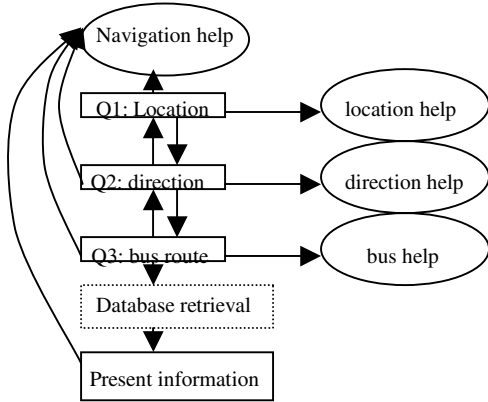 Navigation help
Q1: Location
location help
Q2: direction
direction help
Q3: bus route
bus help
Database retrieval
Present information